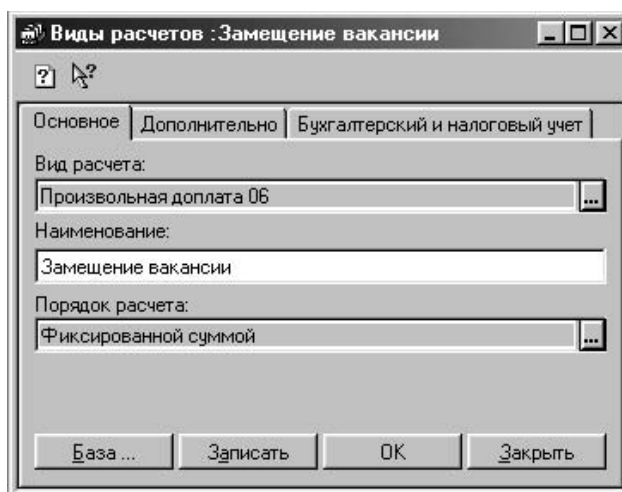 Виды расчетов :Замещение вакансии
Основное Дополнительно Бухгалтерский и налоговый учет
Вид расчета:
Произвольная доплата 06 ...
Наименование:
Замещение вакансии
Порядок расчета:
Фиксированной суммой ...
База ... Записать OK Закрыть